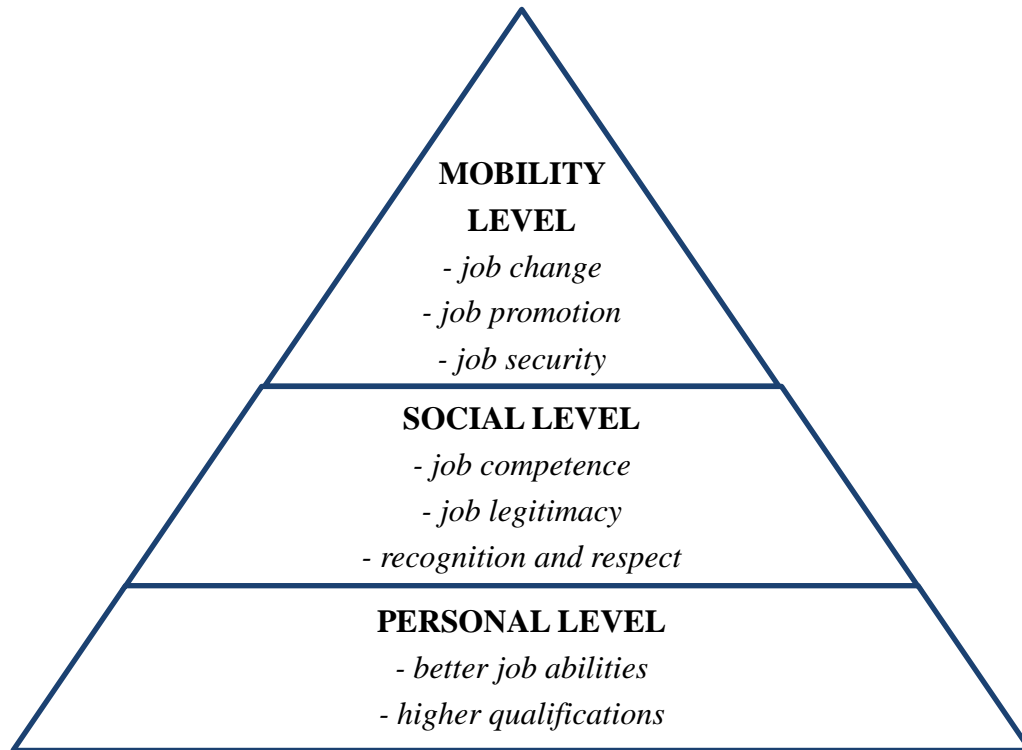 MOBILITY
LEVEL
- job change
- job promotion
- job security
SOCIAL LEVEL
- job competence
- job legitimacy
- recognition and respect
PERSONAL LEVEL
- better job abilities
- higher qualifications